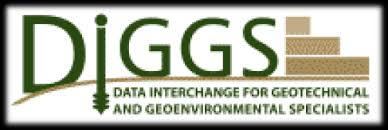 DiGGS
DATA INTERCHANGE FOR GEOTECHNICAL
AND GEOENVIRONMENTAL SPECIALISTS